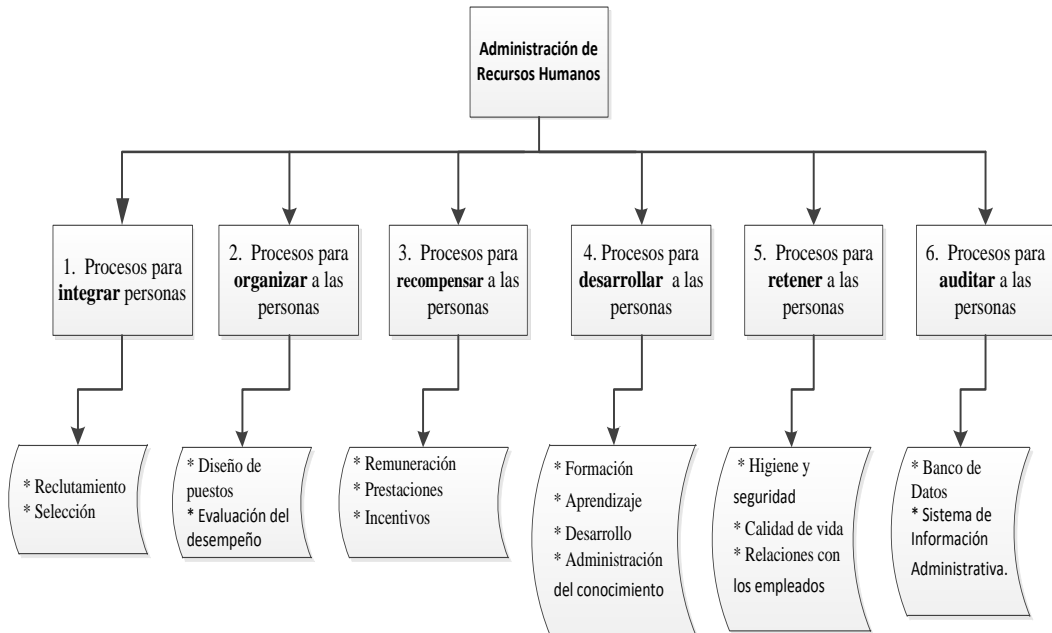 Administración de
Recursos Humanos
1. Procesos para
integrar personas
2. Procesos para
organizar a las
personas
3. Procesos para
recompensar a las
personas
4. Procesos para
desarrollar a las
personas
5. Procesos para
retener a las
personas
6. Procesos para
auditar a las
personas
* Reclutamiento
* Selección
* Diseño de
puestos
* Evaluación del
desempeño
* Remuneración
* Prestaciones
* Incentivos
* Formación
* Aprendizaje
* Desarrollo
* Administración
del conocimiento
* Higiene y
seguridad
* Calidad de vida
* Relaciones con
los empleados
* Banco de
Datos
* Sistema de
Información
Administrativa.